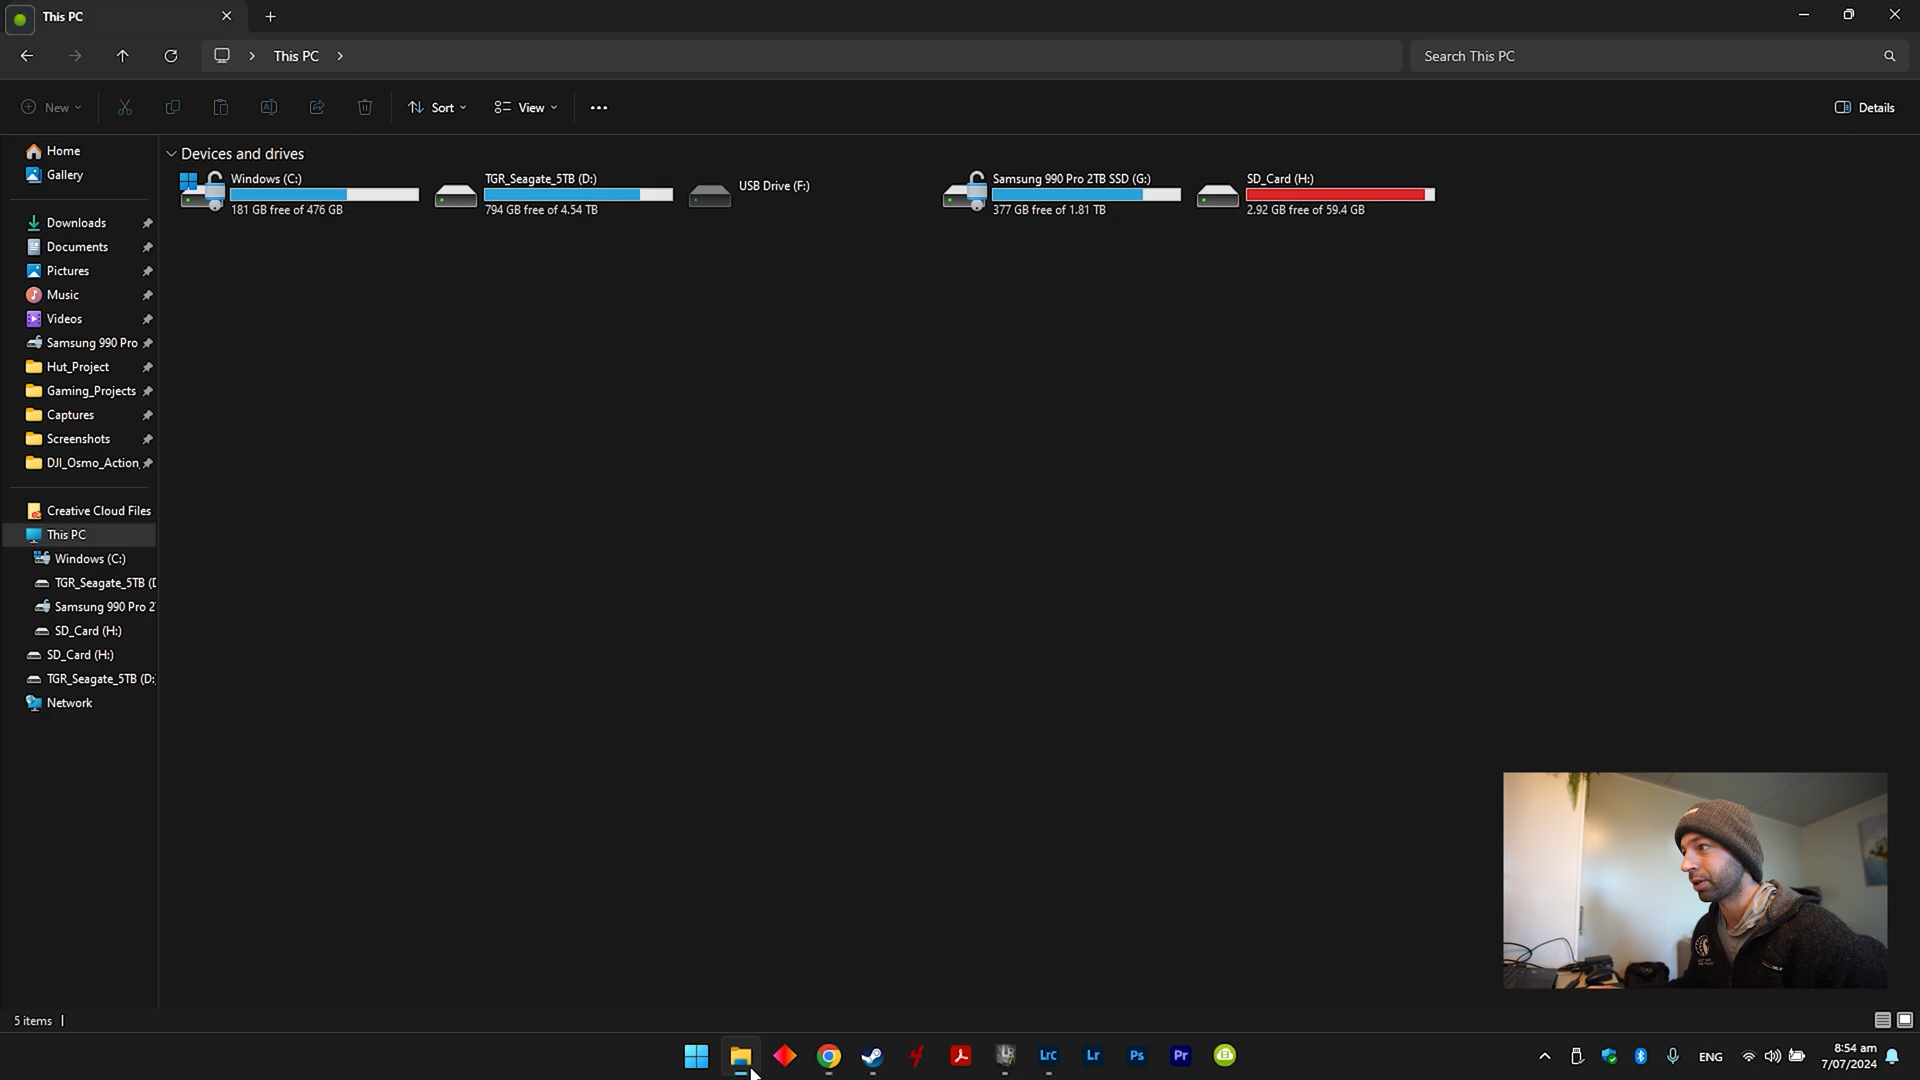 This PC
This PC
Search This PC
New
Sort
View
Details
Home
Gallery
Downloads
Documents
Pictures
Music
Videos
Samsung 990 Pro
Hut_Project
Gaming_Projects
Captures
Screenshots
DJI_Osmo_Action_
Creative Cloud Files
This PC
Windows (C:)
TGR_Seagate_5TB (D
Samsung 990 Pro 2
SD_Card (H:)
SD_Card (H:)
TGR_Seagate_5TB (D:
Network
Devices and drives
Windows (C:)
181 GB free of 476 GB
TGR_Seagate_5TB (D:)
794 GB free of 4.54 TB
USB Drive (F:)
Samsung 990 Pro 2TB SSD (G:)
377 GB free of 1.81 TB
SD_Card (H:)
2.92 GB free of 59.4 GB
5 items
LrC
Lr
Ps
Pr
ENG
8:54 am
7/07/2024